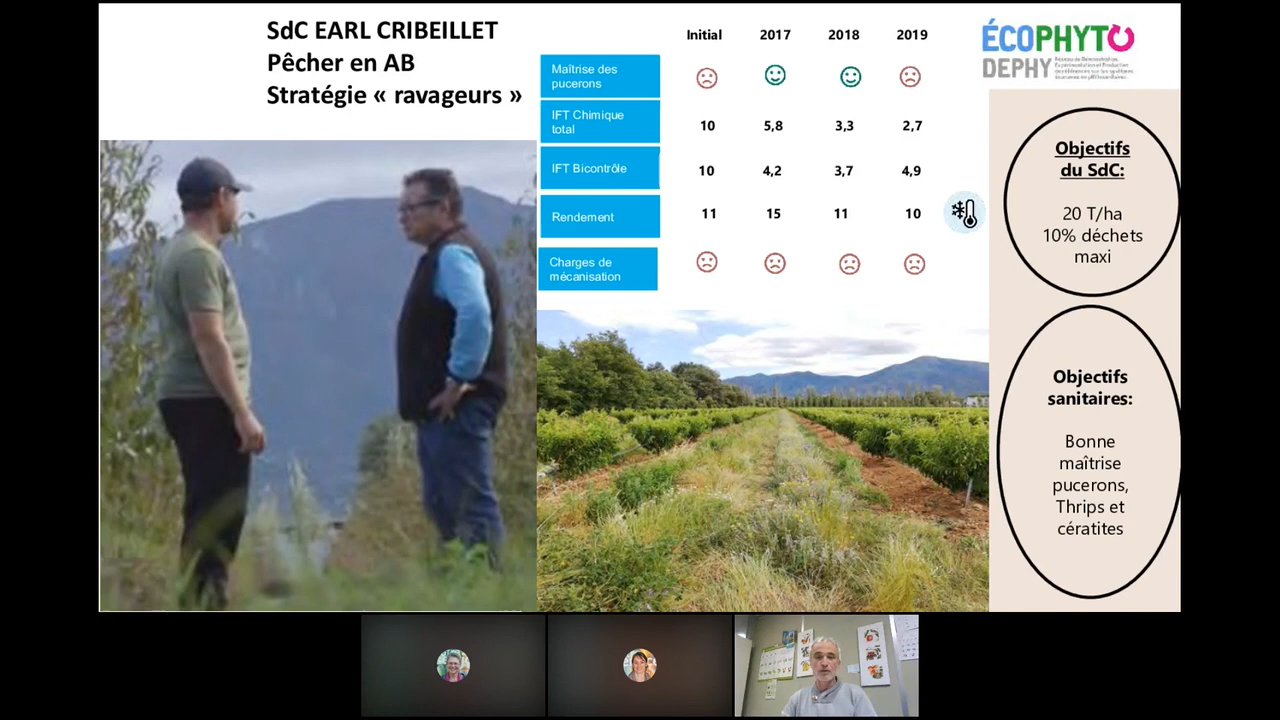 SdC EARL CRIBEILLET
Pêcher en AB
Stratégie « ravageurs »
Initial 2017 2018 2019
Maîtrise des
pucerons
IFT Chimique
total
10 5,8 3,3 2,7
IFT Bicontrôle
10 4,2 3,7 4,9
Rendement
11 15 11 10
Charges de
mécanisation
ÉCOPHYTO
DEPHY
Objectifs
du SdC:
20 T/ha
10% déchets
maxi
Objectifs
sanitaires:
Bonne
maîtrise
pucerons,
Thrips et
cératites